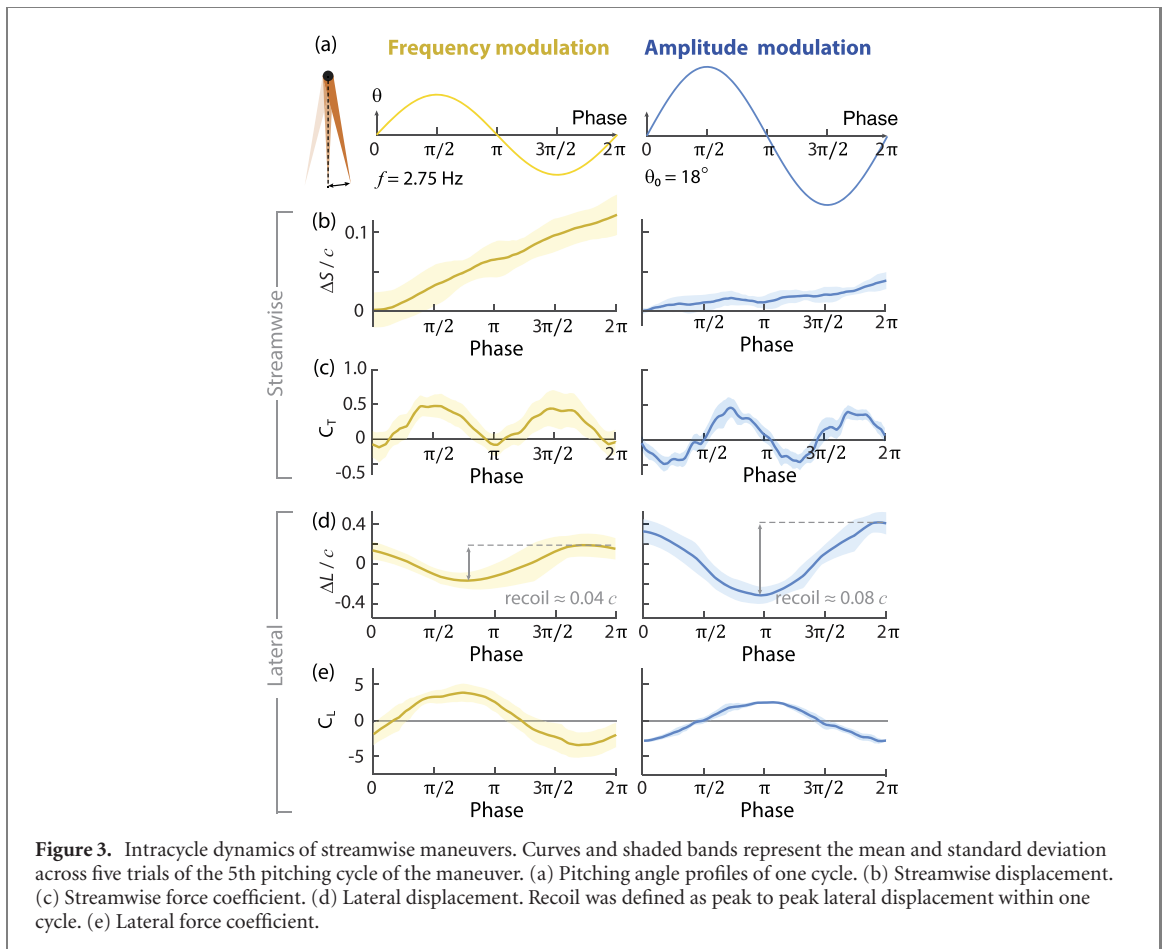 (a)
Frequency modulation
Amplitude modulation
θ
Phase
0
π/2
π
3π/2
2π
f = 2.75 Hz
Phase
0
π/2
π
3π/2
2π
θ₀ = 18°
Streamwise
(b)
ΔS / c
0.1
0
π/2
π
3π/2
2π
Phase
0
π/2
π
3π/2
2π
Phase
(c)
C_T
1.0
0.5
0
-0.5
π/2
π
3π/2
2π
Phase
π/2
π
3π/2
2π
Phase
Lateral
(d)
ΔL / c
0.4
0
-0.4
recoil ≈ 0.04 c
0
π/2
π
3π/2
2π
Phase
recoil ≈ 0.08 c
0
π/2
π
3π/2
2π
Phase
(e)
C_L
5
0
-5
0
π/2
π
3π/2
2π
Phase
0
π/2
π
3π/2
2π
Phase
Figure 3. Intracycle dynamics of streamwise maneuvers. Curves and shaded bands represent the mean and standard deviation
across five trials of the 5th pitching cycle of the maneuver. (a) Pitching angle profiles of one cycle. (b) Streamwise displacement.
(c) Streamwise force coefficient. (d) Lateral displacement. Recoil was defined as peak to peak lateral displacement within one
cycle. (e) Lateral force coefficient.